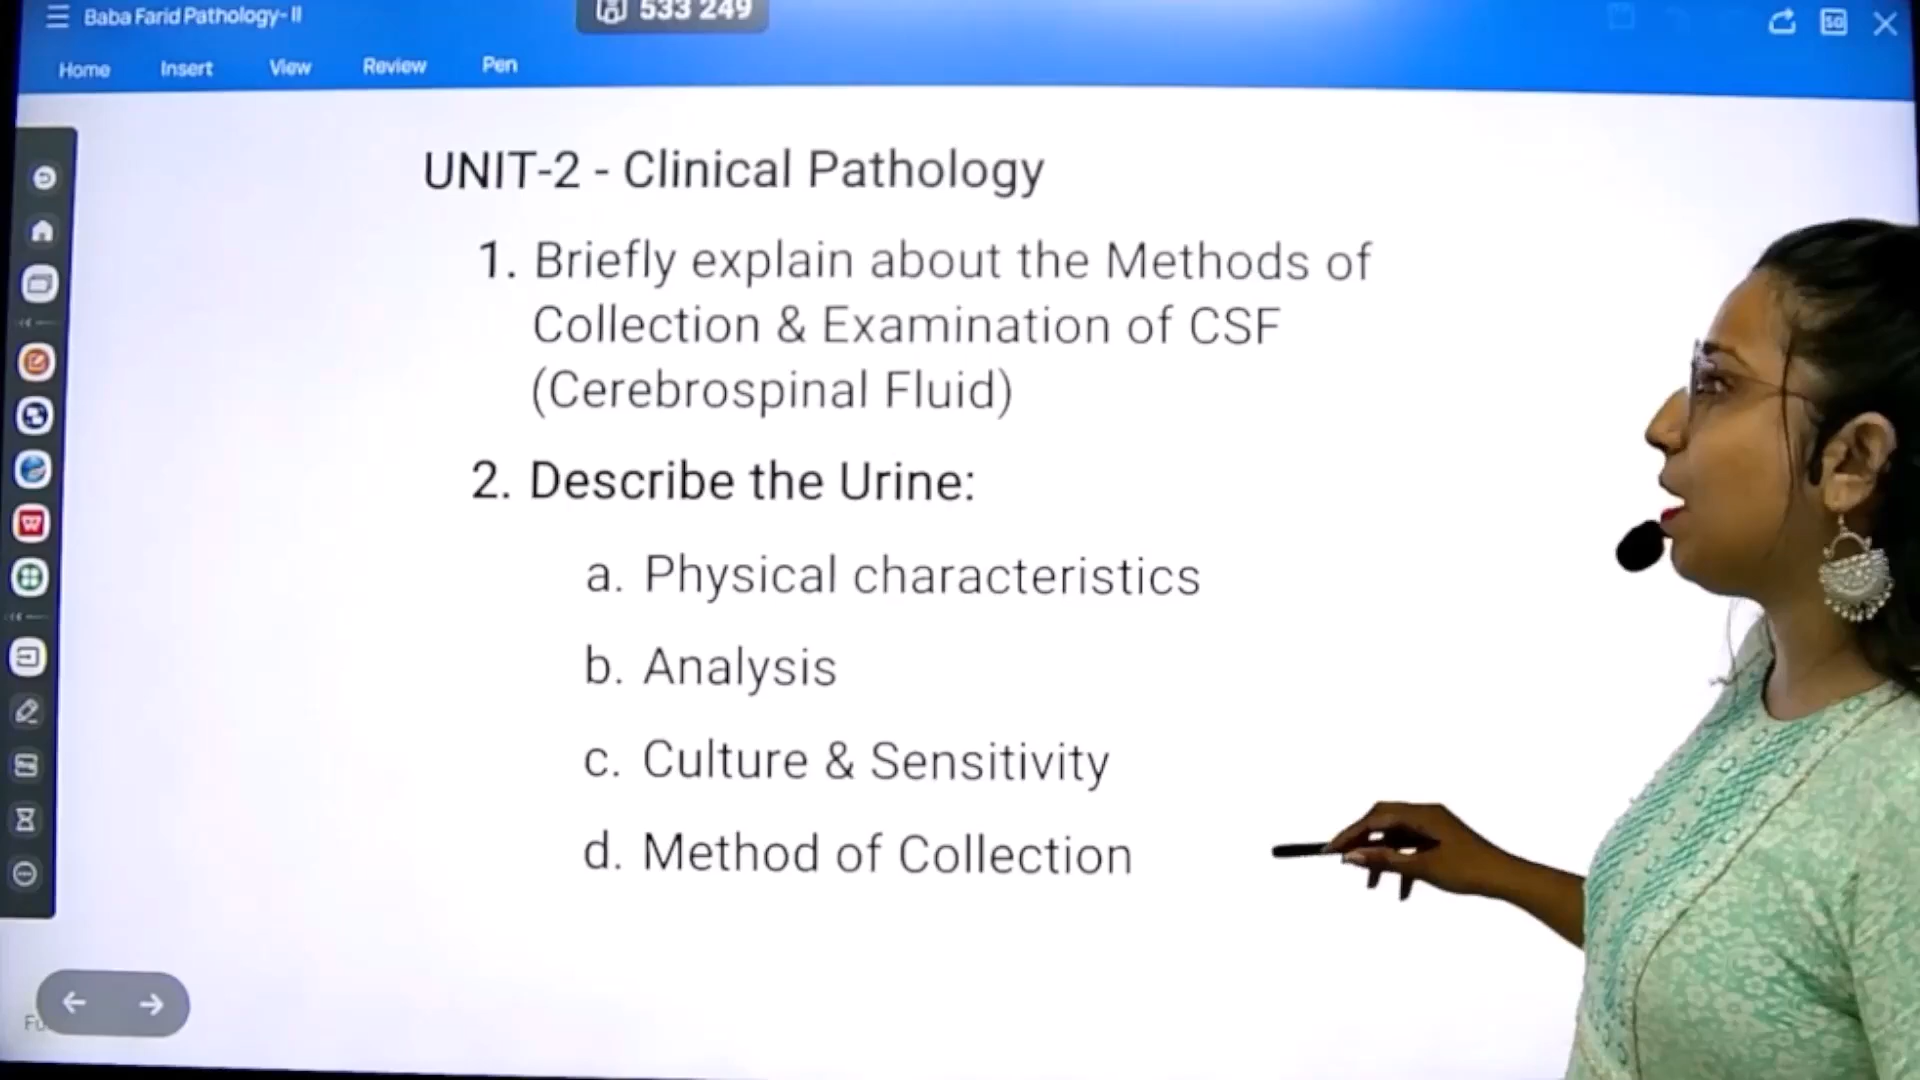 Baba Farid Pathology- II
533 249
Home Insert View Review Pen
UNIT-2 - Clinical Pathology
1. Briefly explain about the Methods of
Collection & Examination of CSF
(Cerebrospinal Fluid)
2. Describe the Urine:
a. Physical characteristics
b. Analysis
c. Culture & Sensitivity
d. Method of Collection